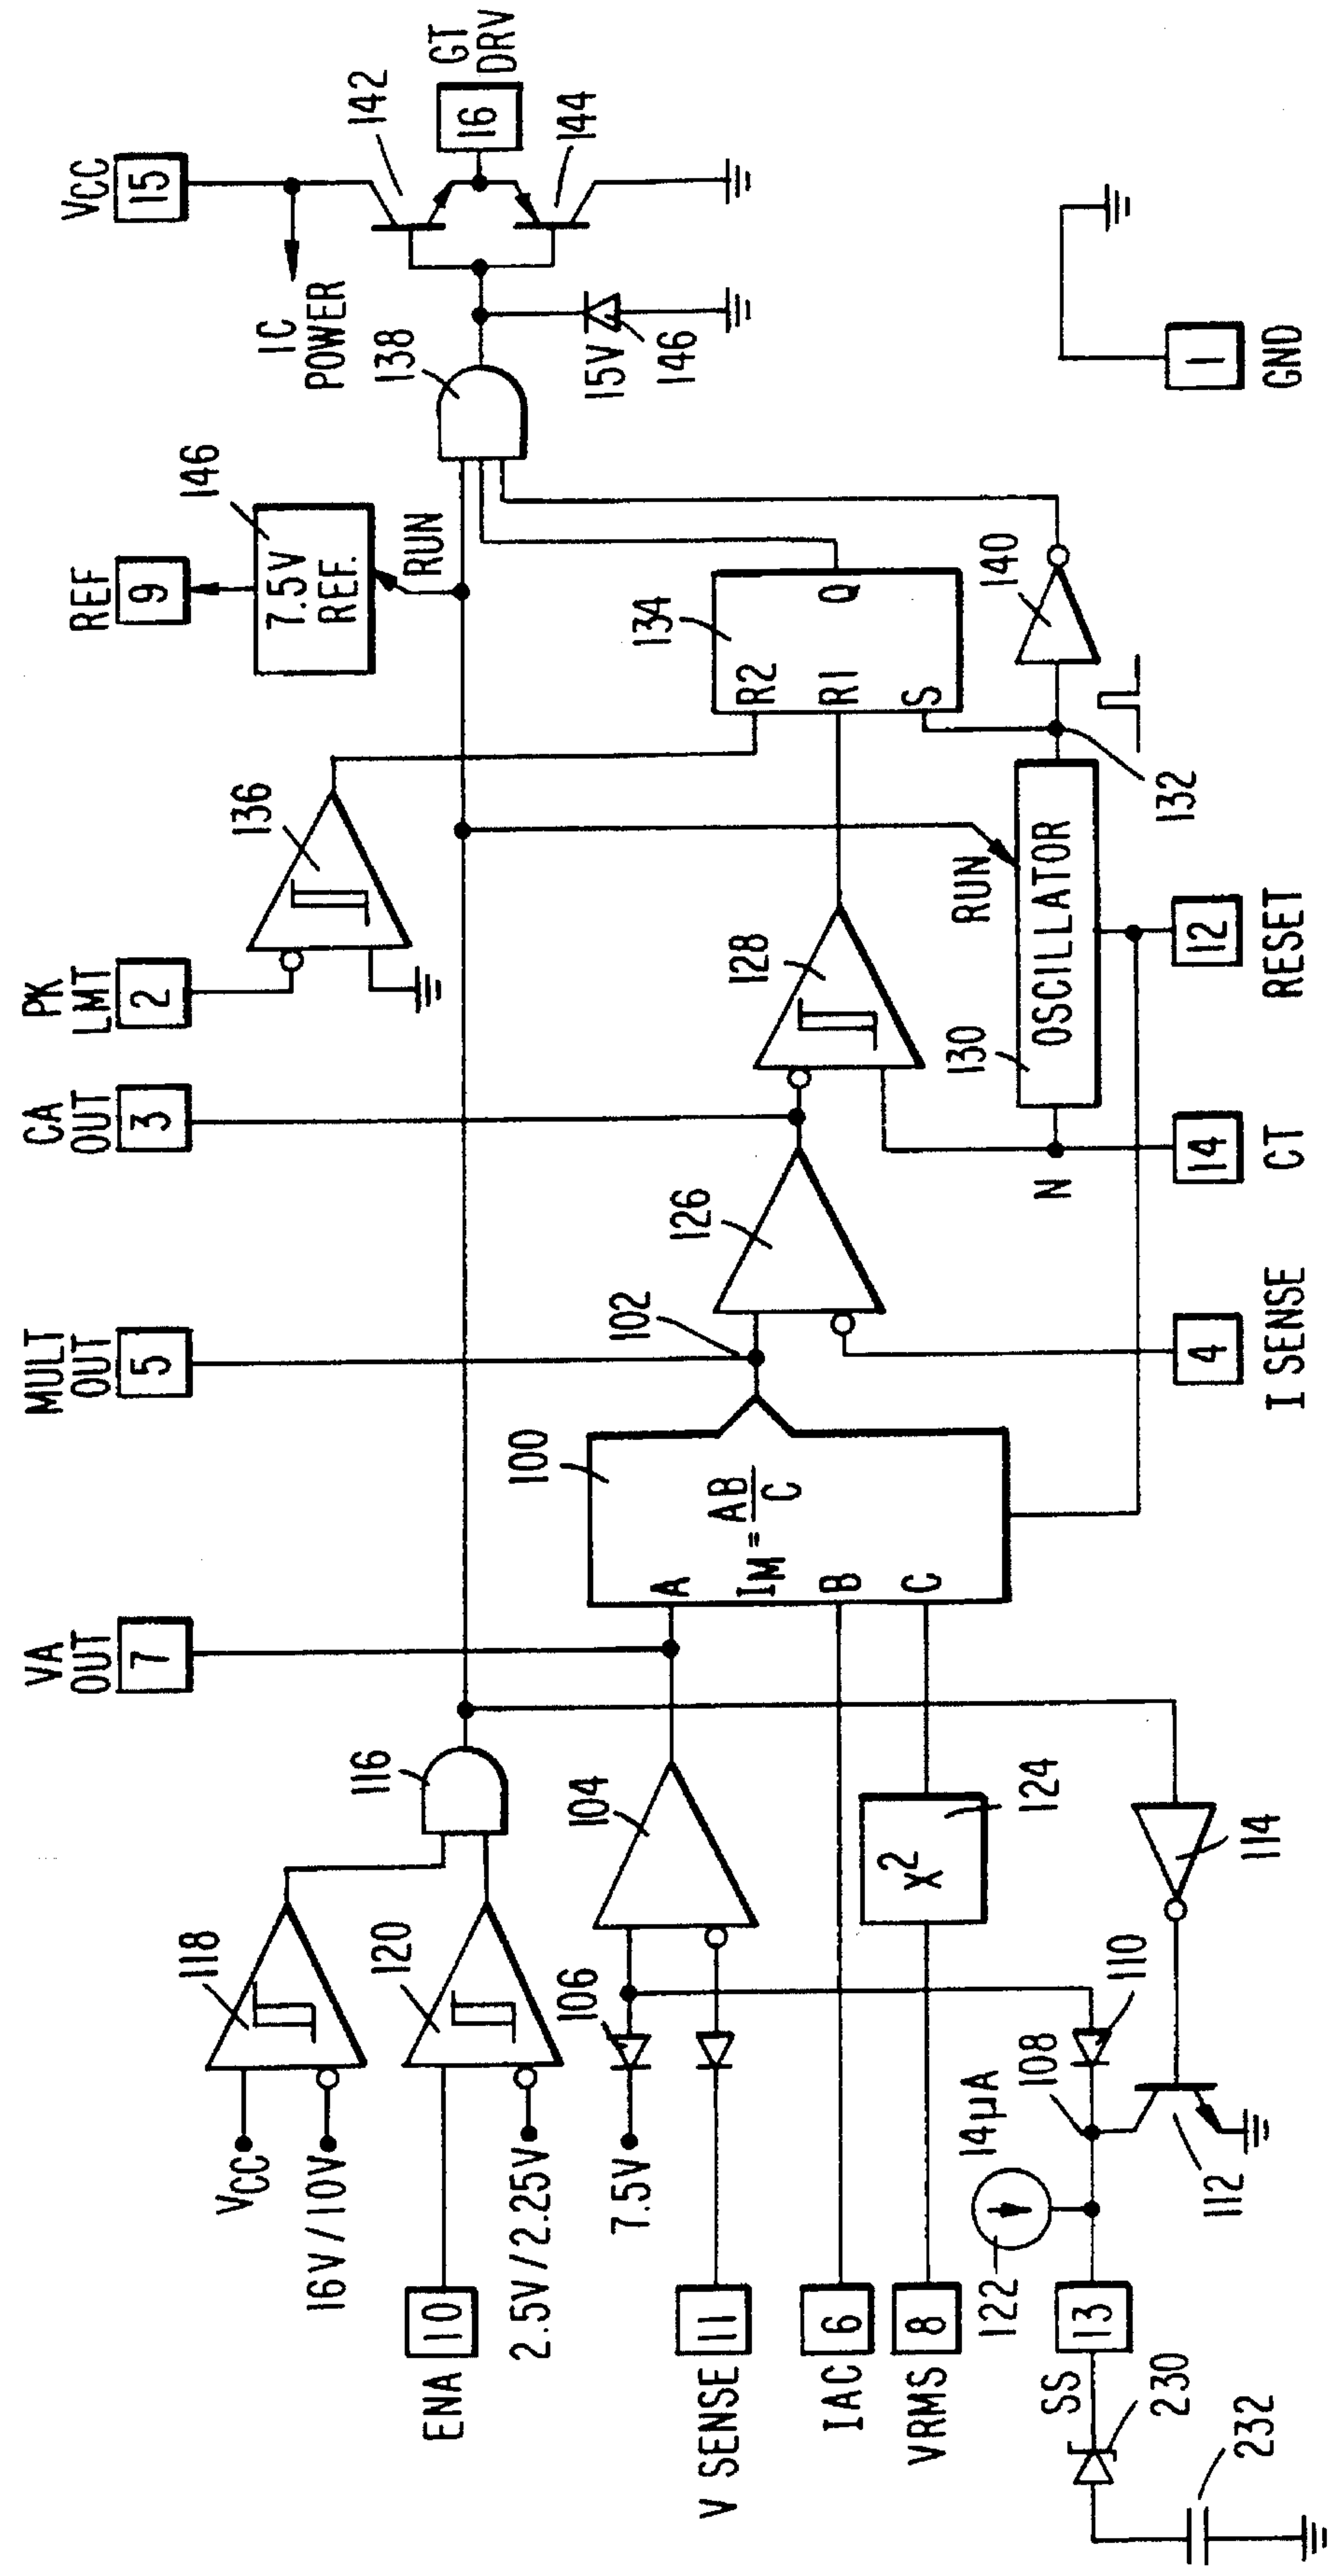 VCC
15
142
GT
DRV
16
144
IC
POWER
138
15V
146
1
GND
REF
9
146
7.5V
REF.
RUN
134
R2
R1
S
Q
140
132
PK
LMT
2
136
CA
OUT
3
128
RUN
130
OSCILLATOR
12
RESET
N
14
CT
MULT
OUT
5
102
126
4
I SENSE
VA
OUT
7
100
A
IM = AB/C
B
C
116
118
VCC
16V/10V
120
ENA
10
2.5V/2.25V
104
106
7.5V
V SENSE
11
IAC
6
VRMS
8
X2
124
114
110
108
14µA
122
112
SS
13
230
232